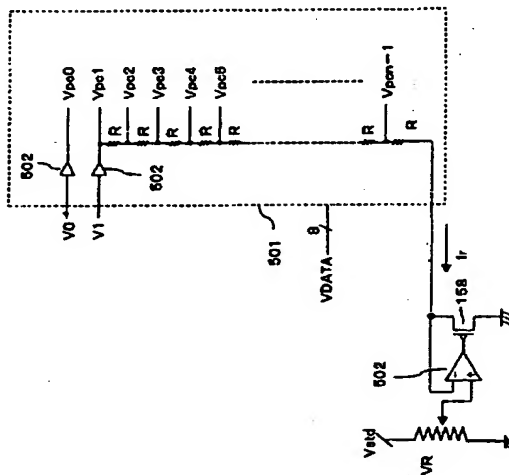 Vpc0
Vpc1
Vpc2
Vpc3
Vpc4
Vpc5
Vpcn-1
R
R
R
R
R
R
R
502
502
V0
V1
501
VDATA
8
Ir
158
502
Vstd
VR